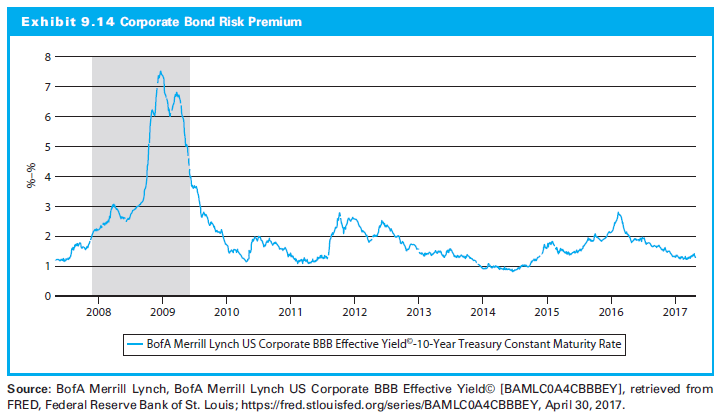 Exhibit 9.14 Corporate Bond Risk Premium
8
7
6
5
4
3
2
1
0
%–%
2008 2009 2010 2011 2012 2013 2014 2015 2016 2017
BofA Merrill Lynch US Corporate BBB Effective Yield©-10-Year Treasury Constant Maturity Rate
Source: BofA Merrill Lynch, BofA Merrill Lynch US Corporate BBB Effective Yield© [BAMLC0A4CBBBEY], retrieved from
FRED, Federal Reserve Bank of St. Louis; https://fred.stlouisfed.org/series/BAMLC0A4CBBBEY, April 30, 2017.